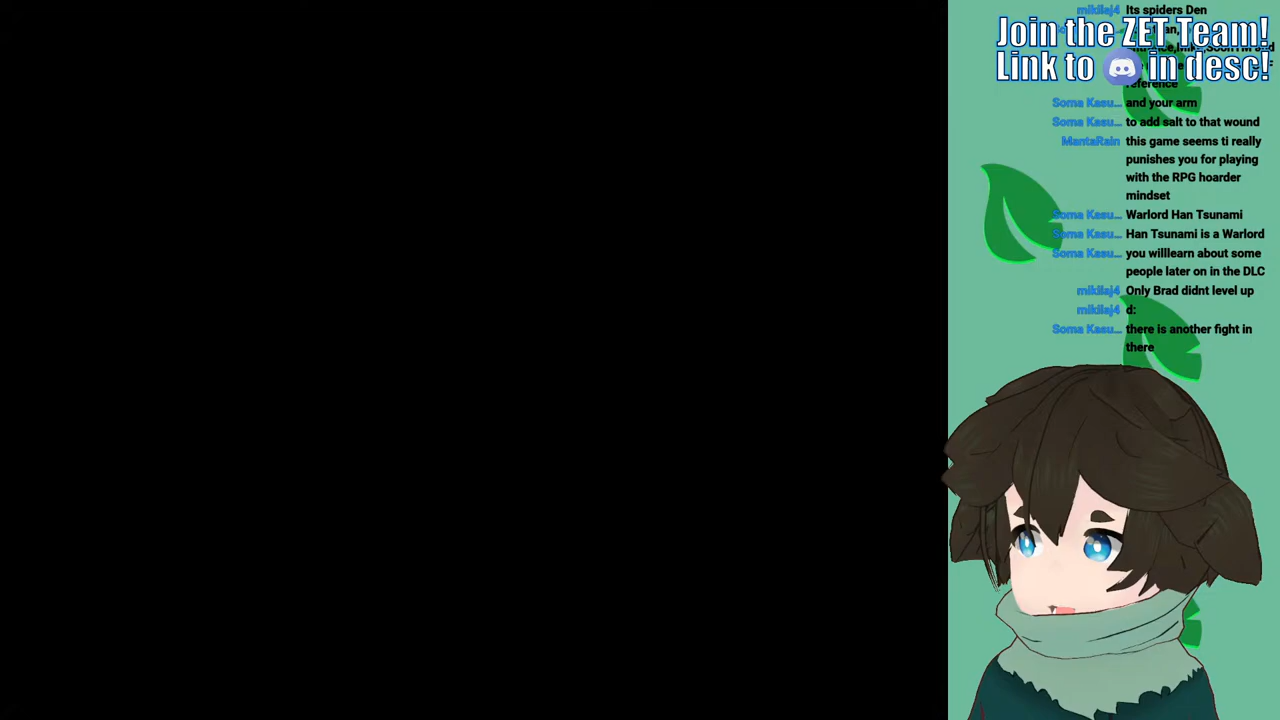 mikilaj4 Its spiders Den
Join the ZET Team!
Link to in desc!
reference
Soma Kasu... and your arm
Soma Kasu... to add salt to that wound
MantaRain this game seems ti really
punishes you for playing
with the RPG hoarder
mindset
Soma Kasu... Warlord Han Tsunami
Soma Kasu... Han Tsunami is a Warlord
Soma Kasu... you willlearn about some
people later on in the DLC
mikilaj4 Only Brad didnt level up
mikilaj4 d:
Soma Kasu... there is another fight in
there